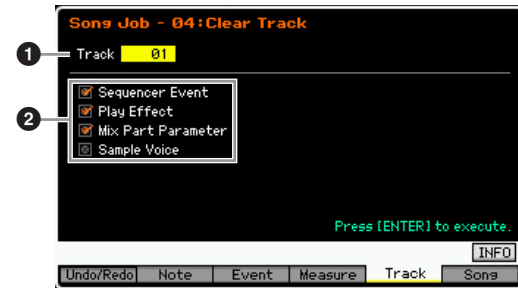 Song Job - 04:Clear Track
1 Track 01
2
Sequencer Event
Play Effect
Mix Part Parameter
Sample Voice
Press [ENTER] to execute.
INFO
Undo/Redo Note Event Measure Track Song